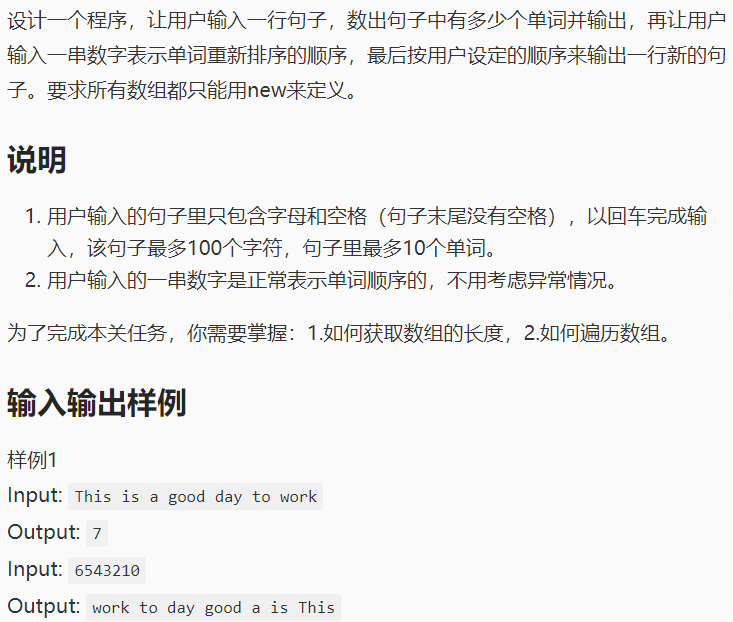 设计一个程序，让用户输入一行句子，数出句子中有多少个单词并输出，再让用户
输入一串数字表示单词重新排序的顺序，最后按用户设定的顺序来输出一行新的句
子。要求所有数组都只能用new来定义。
说明
1. 用户输入的句子里只包含字母和空格（句子末尾没有空格），以回车完成输
入，该句子最多100个字符，句子里最多10个单词。
2. 用户输入的一串数字是正常表示单词顺序的，不用考虑异常情况。
为了完成本关任务，你需要掌握：1.如何获取数组的长度，2.如何遍历数组。
输入输出样例
样例1
Input: This is a good day to work
Output: 7
Input: 6543210
Output: work to day good a is This